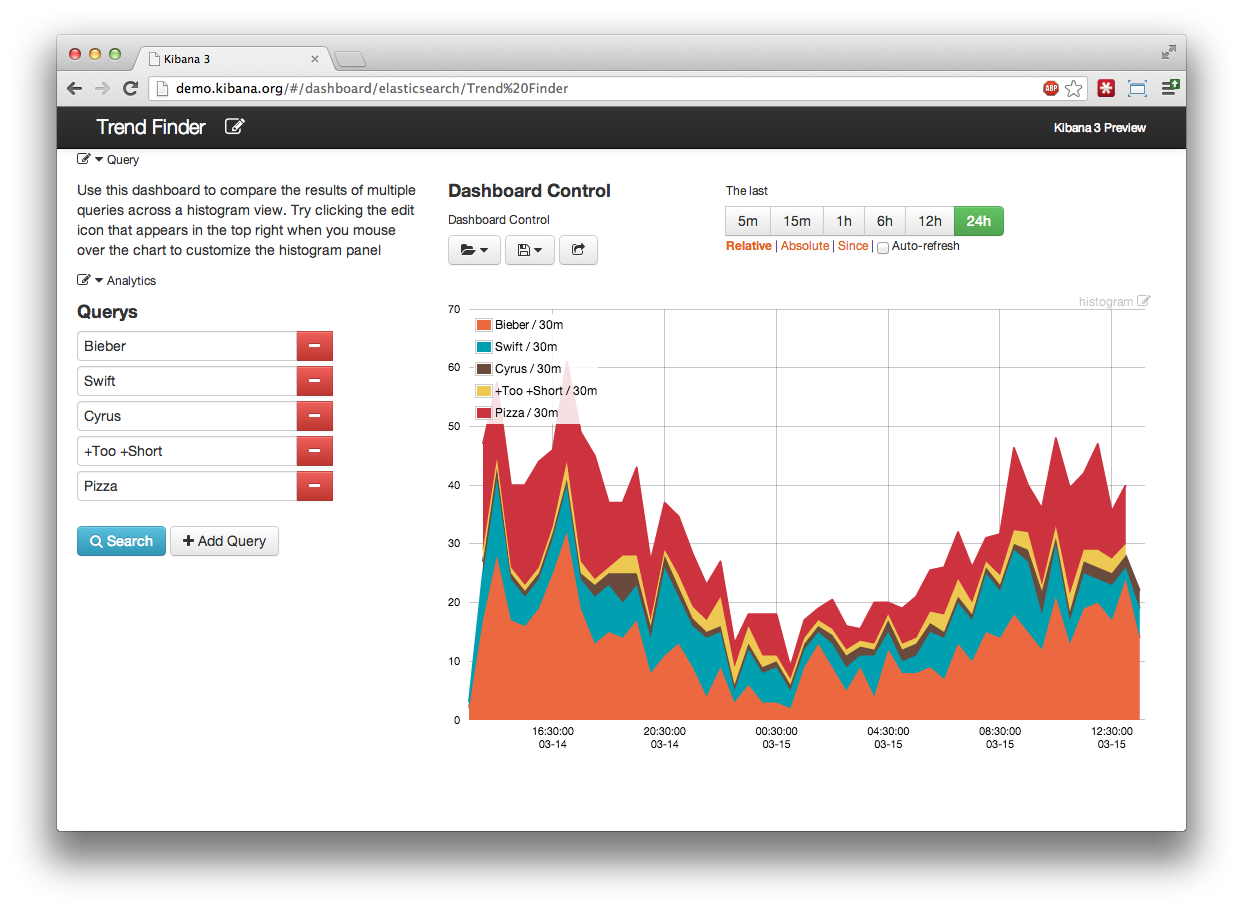 Kibana 3
demo.kibana.org/#/dashboard/elasticsearch/Trend%20Finder
ABP
Trend Finder
Kibana 3 Preview
Query
Use this dashboard to compare the results of multiple
queries across a histogram view. Try clicking the edit
icon that appears in the top right when you mouse
over the chart to customize the histogram panel
Dashboard Control
Dashboard Control
The last
5m 15m 1h 6h 12h 24h
Relative | Absolute | Since | Auto-refresh
Analytics
Querys
Bieber
Swift
Cyrus
+Too +Short
Pizza
Search
Add Query
histogram
70
60
50
40
30
20
10
0
Bieber / 30m
Swift / 30m
Cyrus / 30m
+Too +Short / 30m
Pizza / 30m
16:30:00 20:30:00 00:30:00 04:30:00 08:30:00 12:30:00
03-14 03-14 03-15 03-15 03-15 03-15